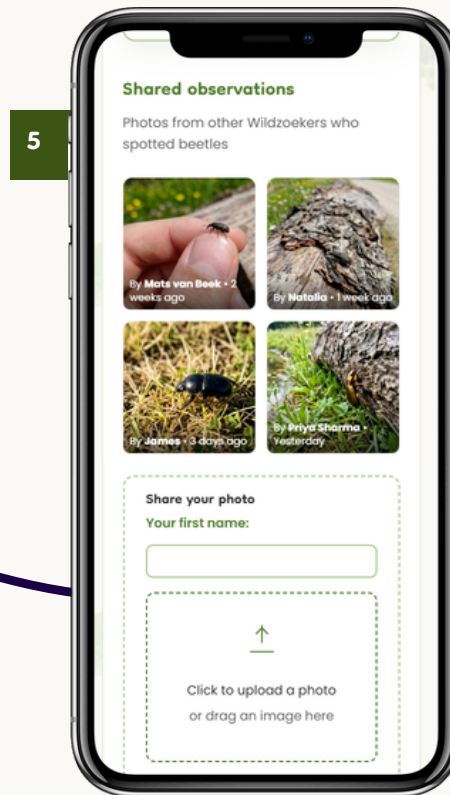 5
Shared observations
Photos from other Wildzoekers who
spotted beetles
By Mats van Beek • 2
weeks ago
By Natalia • 1 week ago
By James • 3 days ago
By Priya Sharma •
Yesterday
Share your photo
Your first name:
Click to upload a photo
or drag an image here